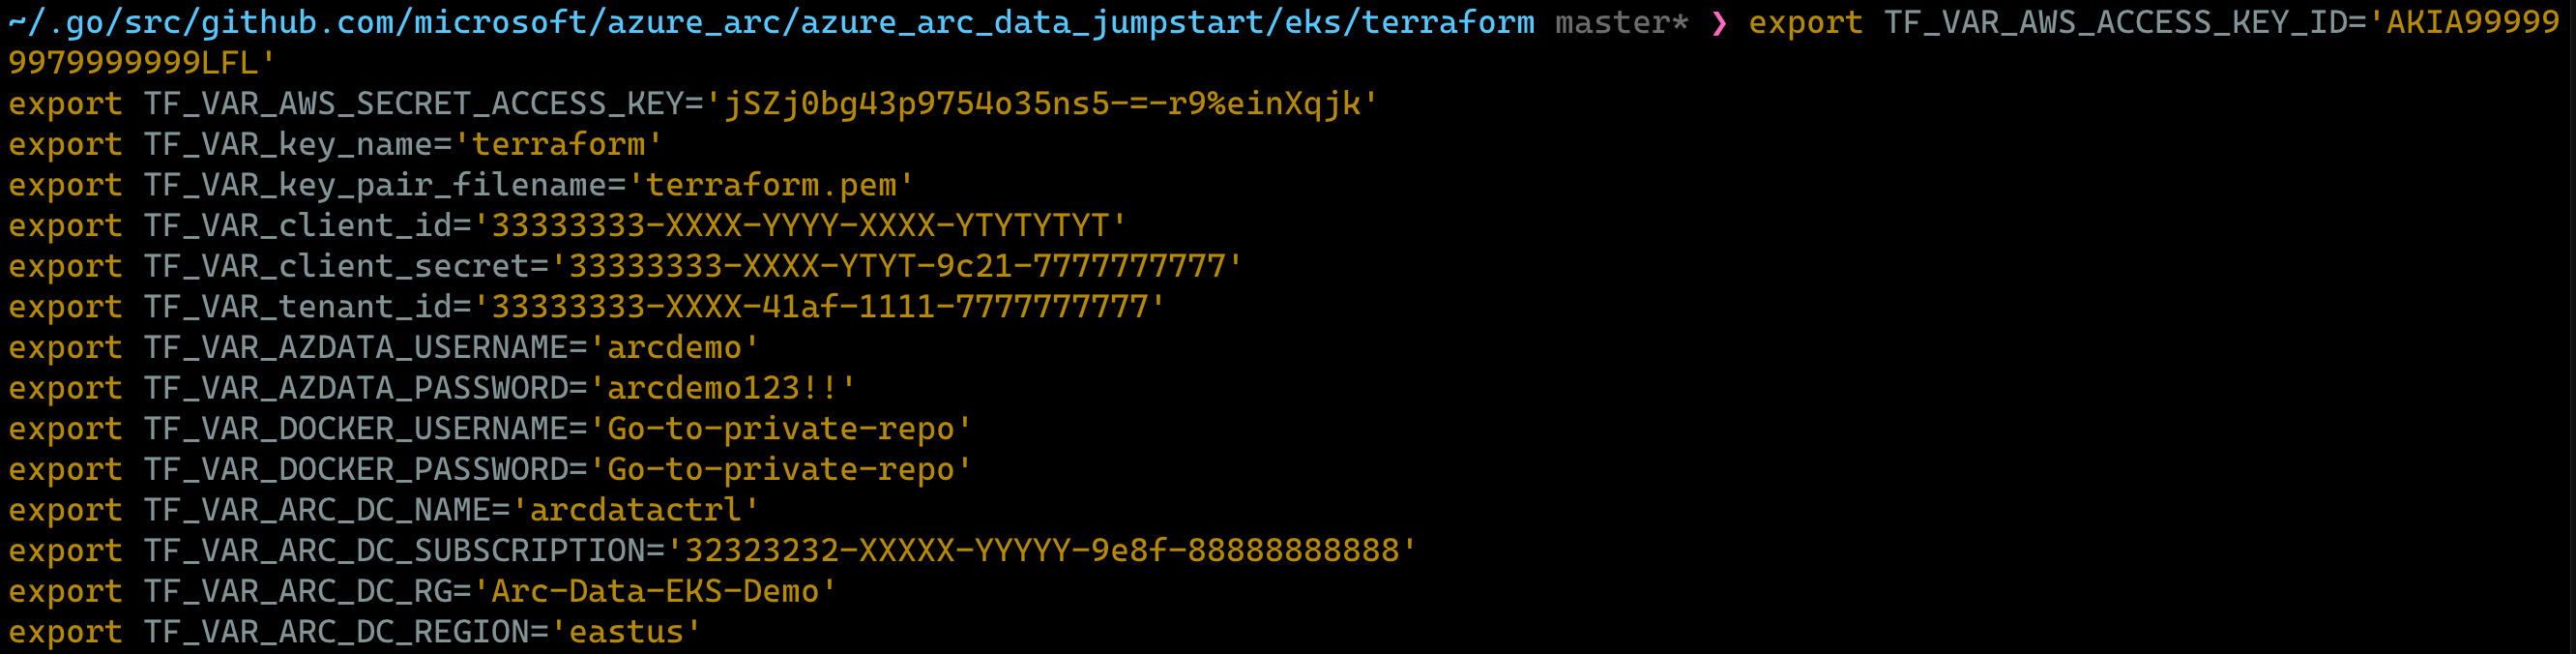 ~/.go/src/github.com/microsoft/azure_arc/azure_arc_data_jumpstart/eks/terraform master* ❯ export TF_VAR_AWS_ACCESS_KEY_ID='AKIA99999
9979999999LFL'
export TF_VAR_AWS_SECRET_ACCESS_KEY='jSZj0bg43p9754o35ns5-=-r9%einXqjk'
export TF_VAR_key_name='terraform'
export TF_VAR_key_pair_filename='terraform.pem'
export TF_VAR_client_id='33333333-XXXX-YYYY-XXXX-YTYTYTYT'
export TF_VAR_client_secret='33333333-XXXX-YTYT-9c21-7777777777'
export TF_VAR_tenant_id='33333333-XXXX-41af-1111-7777777777'
export TF_VAR_AZDATA_USERNAME='arcdemo'
export TF_VAR_AZDATA_PASSWORD='arcdemo123!!'
export TF_VAR_DOCKER_USERNAME='Go-to-private-repo'
export TF_VAR_DOCKER_PASSWORD='Go-to-private-repo'
export TF_VAR_ARC_DC_NAME='arcdatactrl'
export TF_VAR_ARC_DC_SUBSCRIPTION='32323232-XXXXX-YYYYY-9e8f-88888888888'
export TF_VAR_ARC_DC_RG='Arc-Data-EKS-Demo'
export TF_VAR_ARC_DC_REGION='eastus'